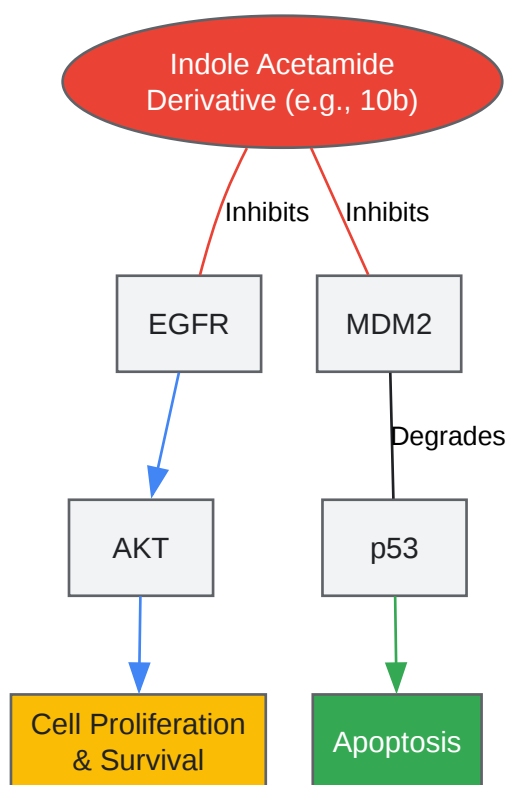 Indole Acetamide
Derivative (e.g., 10b)
Inhibits
Inhibits
EGFR
MDM2
Degrades
AKT
p53
Cell Proliferation
& Survival
Apoptosis